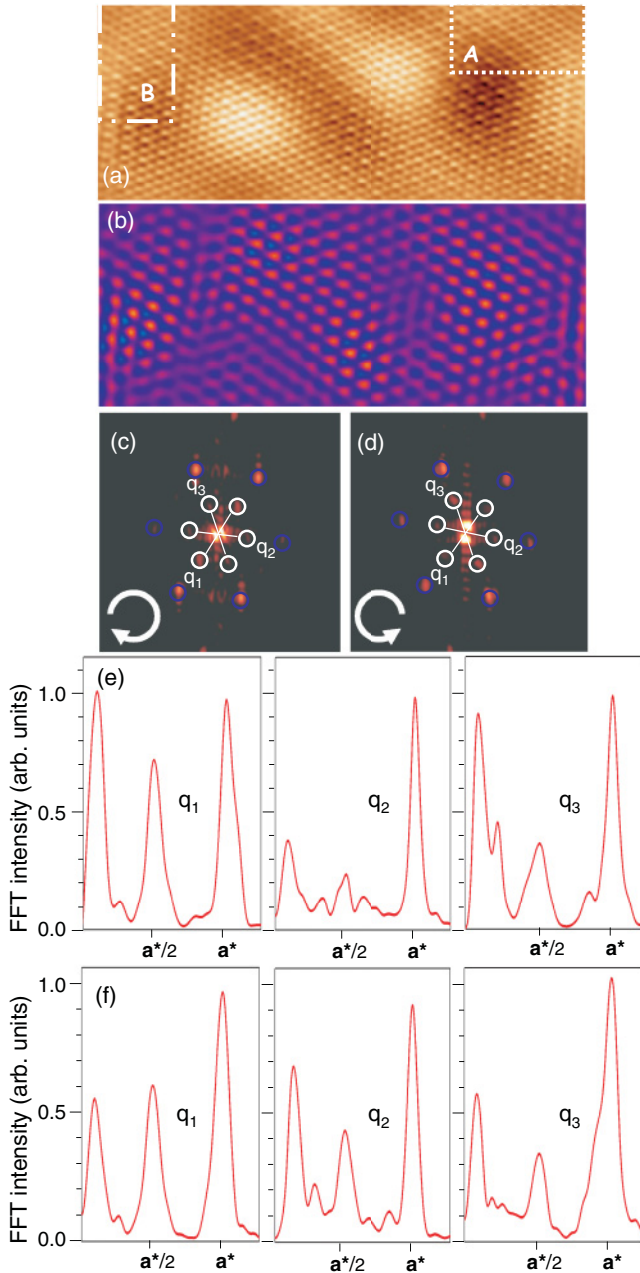 B
A
(a)
(b)
(c)
q3
q2
q1
(d)
q3
q2
q1
(e)
FFT intensity (arb. units)
1.0
0.5
0.0
q1
q2
q3
a*/2 a* a*/2 a* a*/2 a*
(f)
FFT intensity (arb. units)
1.0
0.5
0.0
q1
q2
q3
a*/2 a* a*/2 a* a*/2 a*